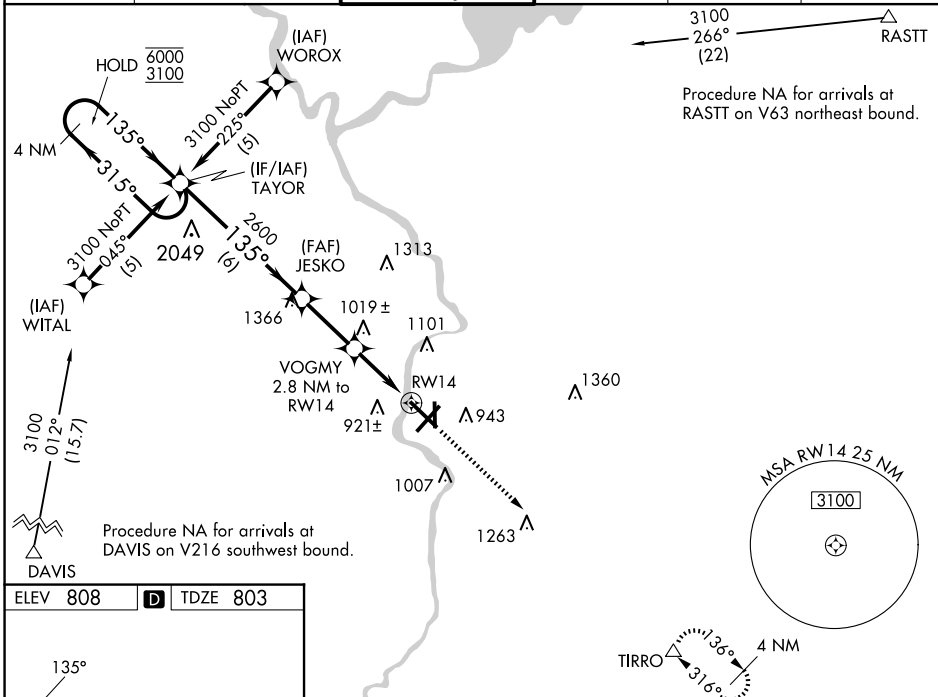 (IAF)
WOROX
3100
266°
(22)
RASTT
HOLD 6000
3100
Procedure NA for arrivals at
RASTT on V63 northeast bound.
3100 NoPT
225°
(5)
135°
4 NM
315°
(IF/IAF)
TAYOR
3100 NoPT
045°
(5)
2049
2600
135°
(6)
(FAF)
JESKO
1313
(IAF)
WITAL
1366
1019 ±
1101
VOGMY
2.8 NM to
RW14
RW14
1360
921±
943
3100
012°
(15.7)
1007
MSA RW14 25 NM
3100
1263
Procedure NA for arrivals at
DAVIS on V216 southwest bound.
DAVIS
ELEV 808 D TDZE 803
135°
TIRRO
136°
316°
4 NM